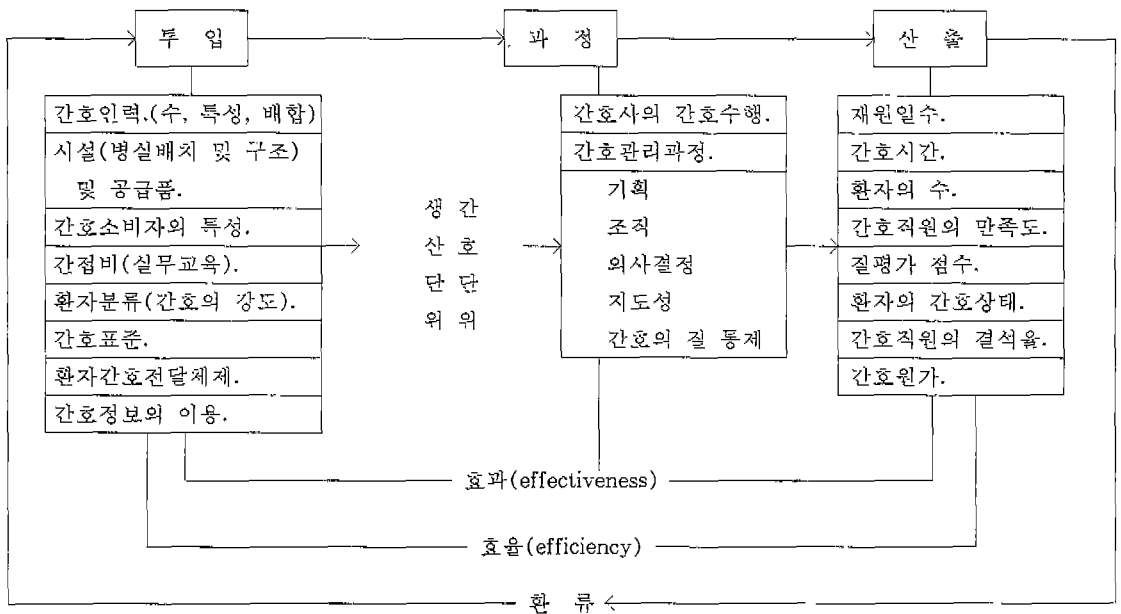 투 입
과 정
산 출
간호인력.(수, 특성, 배합)
시설(병실배치 및 구조)
및 공급품.
간호소비자의 특성.
간접비(실무교육).
환자분류(간호의 강도).
간호표준.
환자간호전달체제.
간호정보의 이용.
생 간
산 호
단 단
위 위
간호사의 간호수행.
간호관리과정.
기획
조직
의사결정
지도성
간호의 질 통제
재원일수.
간호시간.
환자의 수.
간호직원의 만족도.
질평가 점수.
환자의 간호상태.
간호직원의 결석율.
간호원가.
효과(effectiveness)
효율(efficiency)
환 류